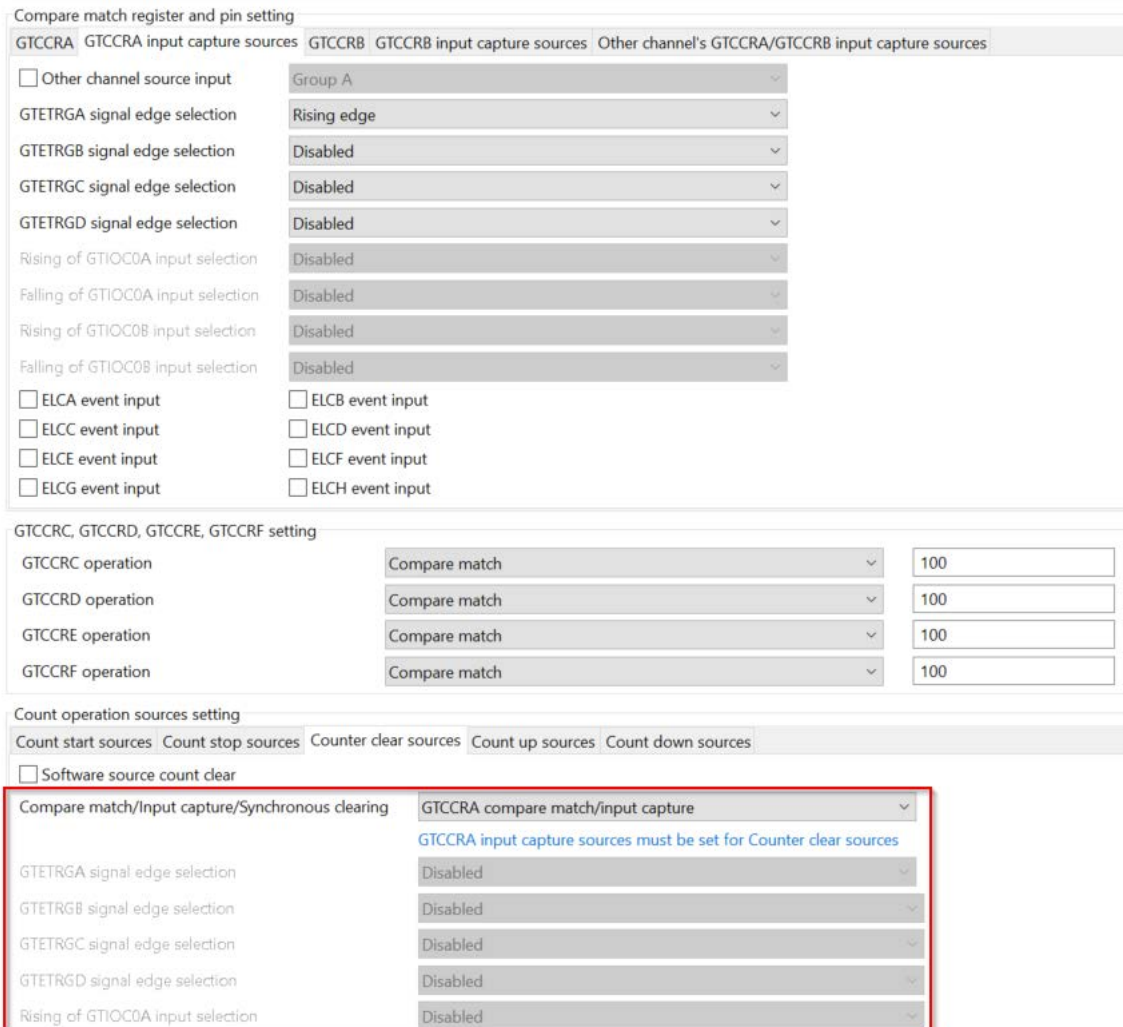 Compare match register and pin setting
GTCCRA GTCCRA input capture sources GTCCRB GTCCRB input capture sources Other channel's GTCCRA/GTCCRB input capture sources
Other channel source input Group A
GTETRGA signal edge selection Rising edge
GTETRGB signal edge selection Disabled
GTETRGC signal edge selection Disabled
GTETRGD signal edge selection Disabled
Rising of GTIOC0A input selection Disabled
Falling of GTIOC0A input selection Disabled
Rising of GTIOC0B input selection Disabled
Falling of GTIOC0B input selection Disabled
ELCA event input ELCB event input
ELCC event input ELCD event input
ELCE event input ELCF event input
ELCG event input ELCH event input
GTCCRC, GTCCRD, GTCCRE, GTCCRF setting
GTCCRC operation Compare match 100
GTCCRD operation Compare match 100
GTCCRE operation Compare match 100
GTCCRF operation Compare match 100
Count operation sources setting
Count start sources Count stop sources Counter clear sources Count up sources Count down sources
Software source count clear
Compare match/Input capture/Synchronous clearing GTCCRA compare match/input capture
GTCCRA input capture sources must be set for Counter clear sources
GTETRGA signal edge selection Disabled
GTETRGB signal edge selection Disabled
GTETRGC signal edge selection Disabled
GTETRGD signal edge selection Disabled
Rising of GTIOC0A input selection Disabled